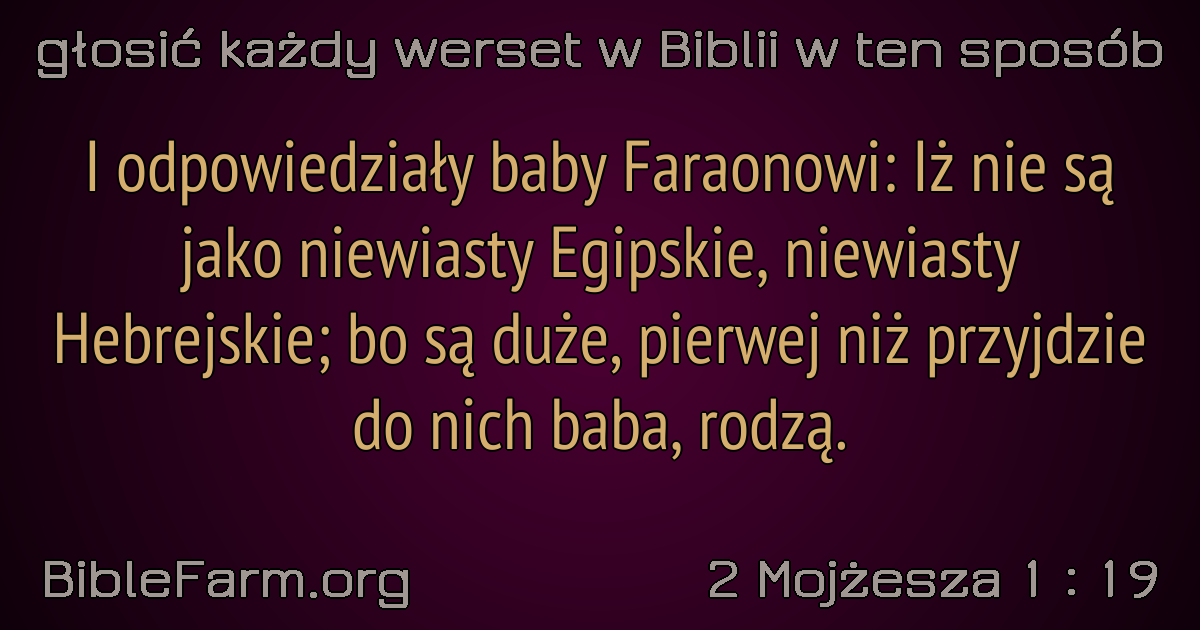 głosić każdy werset w Biblii w ten sposób
I odpowiedziały baby Faraonowi: Iż nie są
jako niewiasty Egipskie, niewiasty
Hebrejskie; bo są duże, pierwej niż przyjdzie
do nich baba, rodzą.
BibleFarm.org
2 Mojżesza 1 : 19